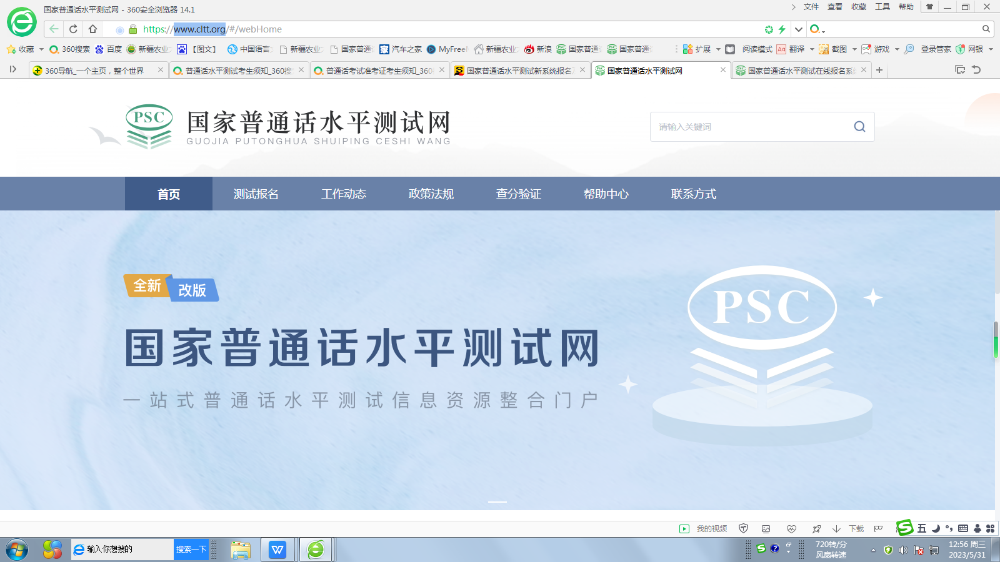 国家普通话水平测试网 - 360安全浏览器 14.1
文件 查看 收藏 工具 帮助
https://www.cltt.org/#/webHome
收藏 360搜索 百度 新疆农业 【图文】 中国语言 新疆农业 国家普通 汽车之家 MyFree 新疆农业 新浪 国家普通 国家普通 扩展 阅读模式 Aa 翻译 截图 游戏 登录管家 网银
360导航_一个主页，整个世界
普通话水平测试考生须知_360搜
普通话考试准考证考生须知_360
国家普通话水平测试新系统报名
国家普通话水平测试网
国家普通话水平测试在线报名系
PSC
国家普通话水平测试网
GUOJIA PUTONGHUA SHUIPING CESHI WANG
请输入关键词
首页 测试报名 工作动态 政策法规 查分验证 帮助中心 联系方式
全新 改版
国家普通话水平测试网
一站式普通话水平测试信息资源整合门户
PSC
我的视频 下载
五
输入你想搜的 搜索一下
720转/分
风扇转速
12:56 周三
2023/5/31